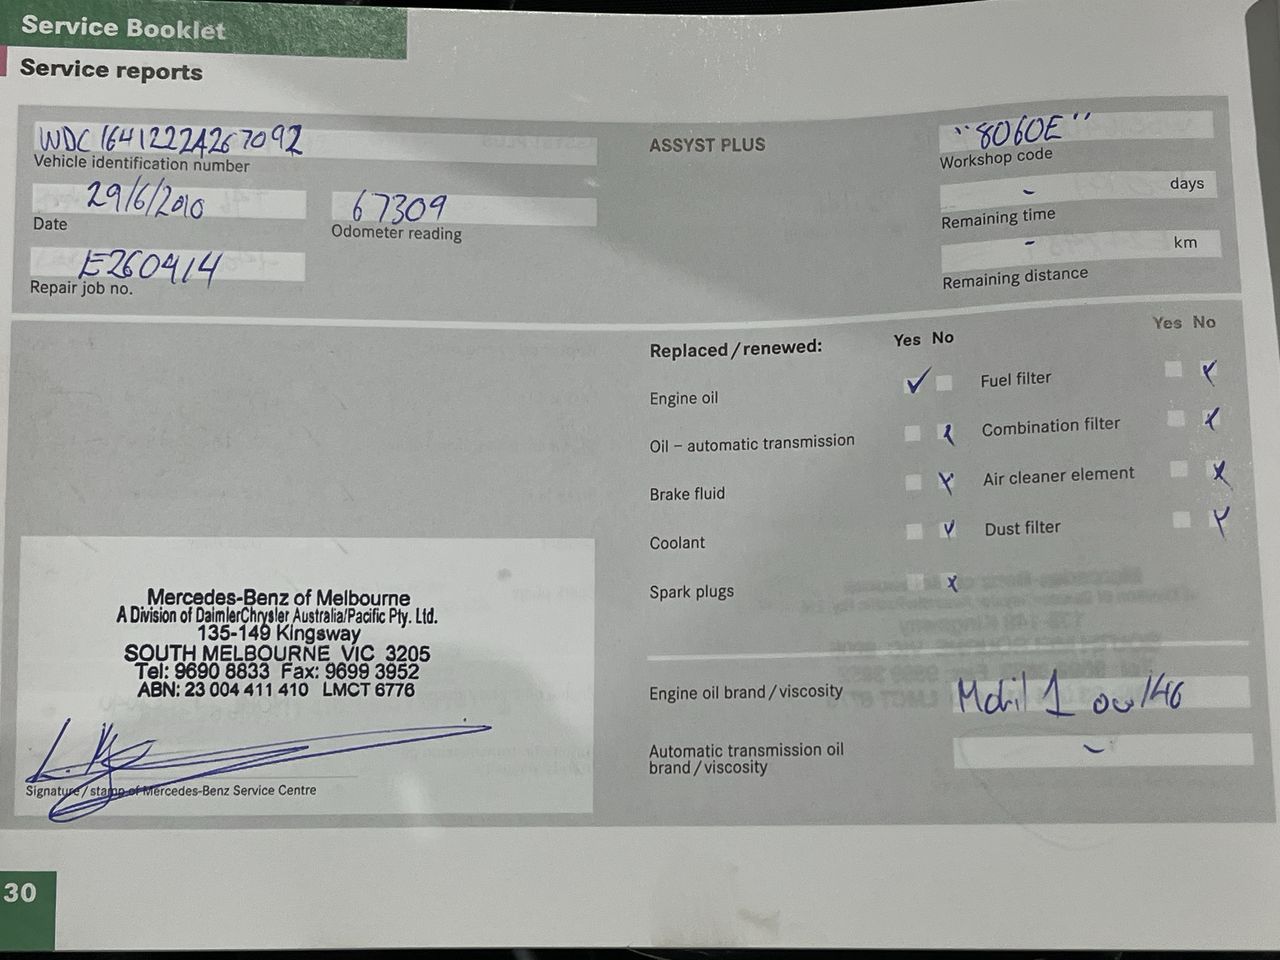 Service Booklet
Service reports
WDC1641222A267092
Vehicle identification number
29/6/2010
Date
67309
Odometer reading
E260414
Repair job no.
ASSYST PLUS
"8060E"
Workshop code
- days
Remaining time
- km
Remaining distance
Replaced/renewed: Yes No
Engine oil ✓
Oil – automatic transmission x
Brake fluid x
Coolant x
Spark plugs x
Yes No
Fuel filter x
Combination filter x
Air cleaner element x
Dust filter x
Engine oil brand/viscosity Mobil 1 0w/40
Automatic transmission oil
brand/viscosity -
Mercedes-Benz of Melbourne
A Division of DaimlerChrysler Australia/Pacific Pty. Ltd.
135-149 Kingsway
SOUTH MELBOURNE VIC 3205
Tel: 9690 8833 Fax: 9699 3952
ABN: 23 004 411 410 LMCT 6776
Signature/stamp of Mercedes-Benz Service Centre
30